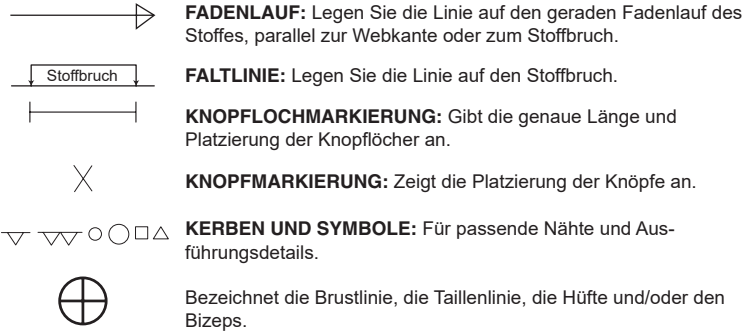 FADENLAUF: Legen Sie die Linie auf den geraden Fadenlauf des
Stoffes, parallel zur Webkante oder zum Stoffbruch.
Stoffbruch
FALTLINIE: Legen Sie die Linie auf den Stoffbruch.
KNOPFLOCHMARKIERUNG: Gibt die genaue Länge und
Platzierung der Knopflöcher an.
KNOPFMARKIERUNG: Zeigt die Platzierung der Knöpfe an.
KERBEN UND SYMBOLE: Für passende Nähte und Aus-
führungsdetails.
Bezeichnet die Brustlinie, die Taillenlinie, die Hüfte und/oder den
Bizeps.